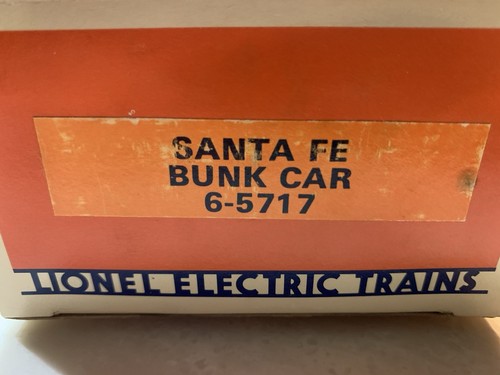 SANTA FE
BUNK CAR
6-5717
LIONEL ELECTRIC TRAINS